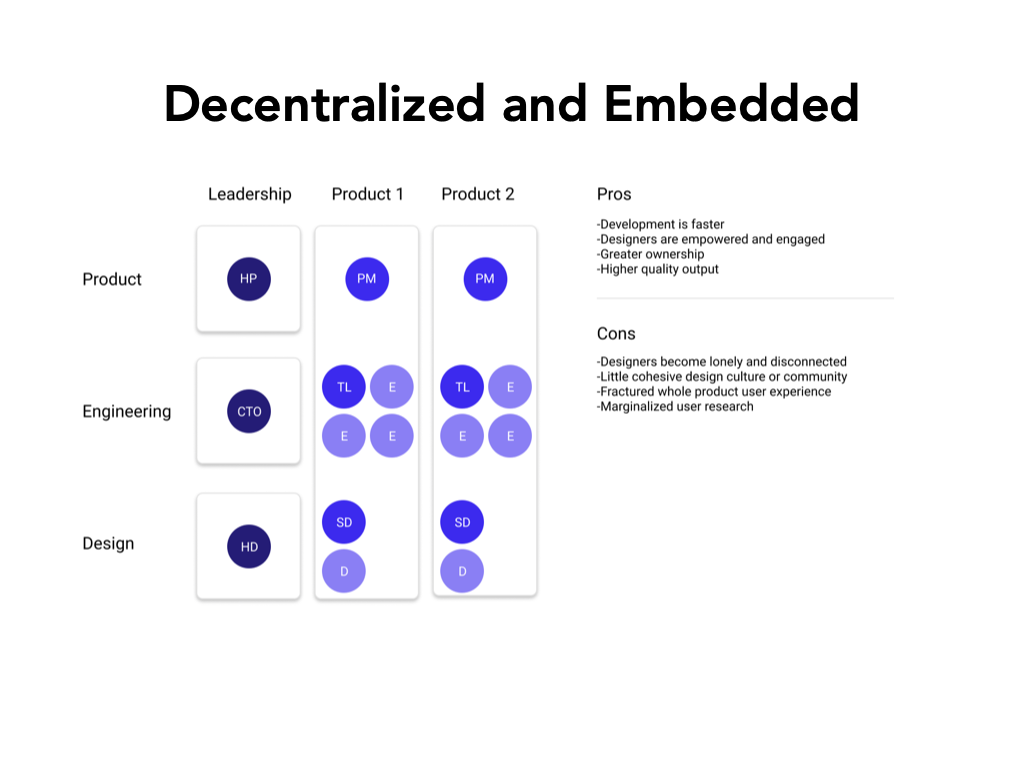 Decentralized and Embedded
Leadership
Product 1
Product 2
Product
HP
PM
PM
Engineering
CTO
TL
E
TL
E
E
E
E
E
Design
HD
SD
SD
D
D
Pros
-Development is faster
-Designers are empowered and engaged
-Greater ownership
-Higher quality output
Cons
-Designers become lonely and disconnected
-Little cohesive design culture or community
-Fractured whole product user experience
-Marginalized user research